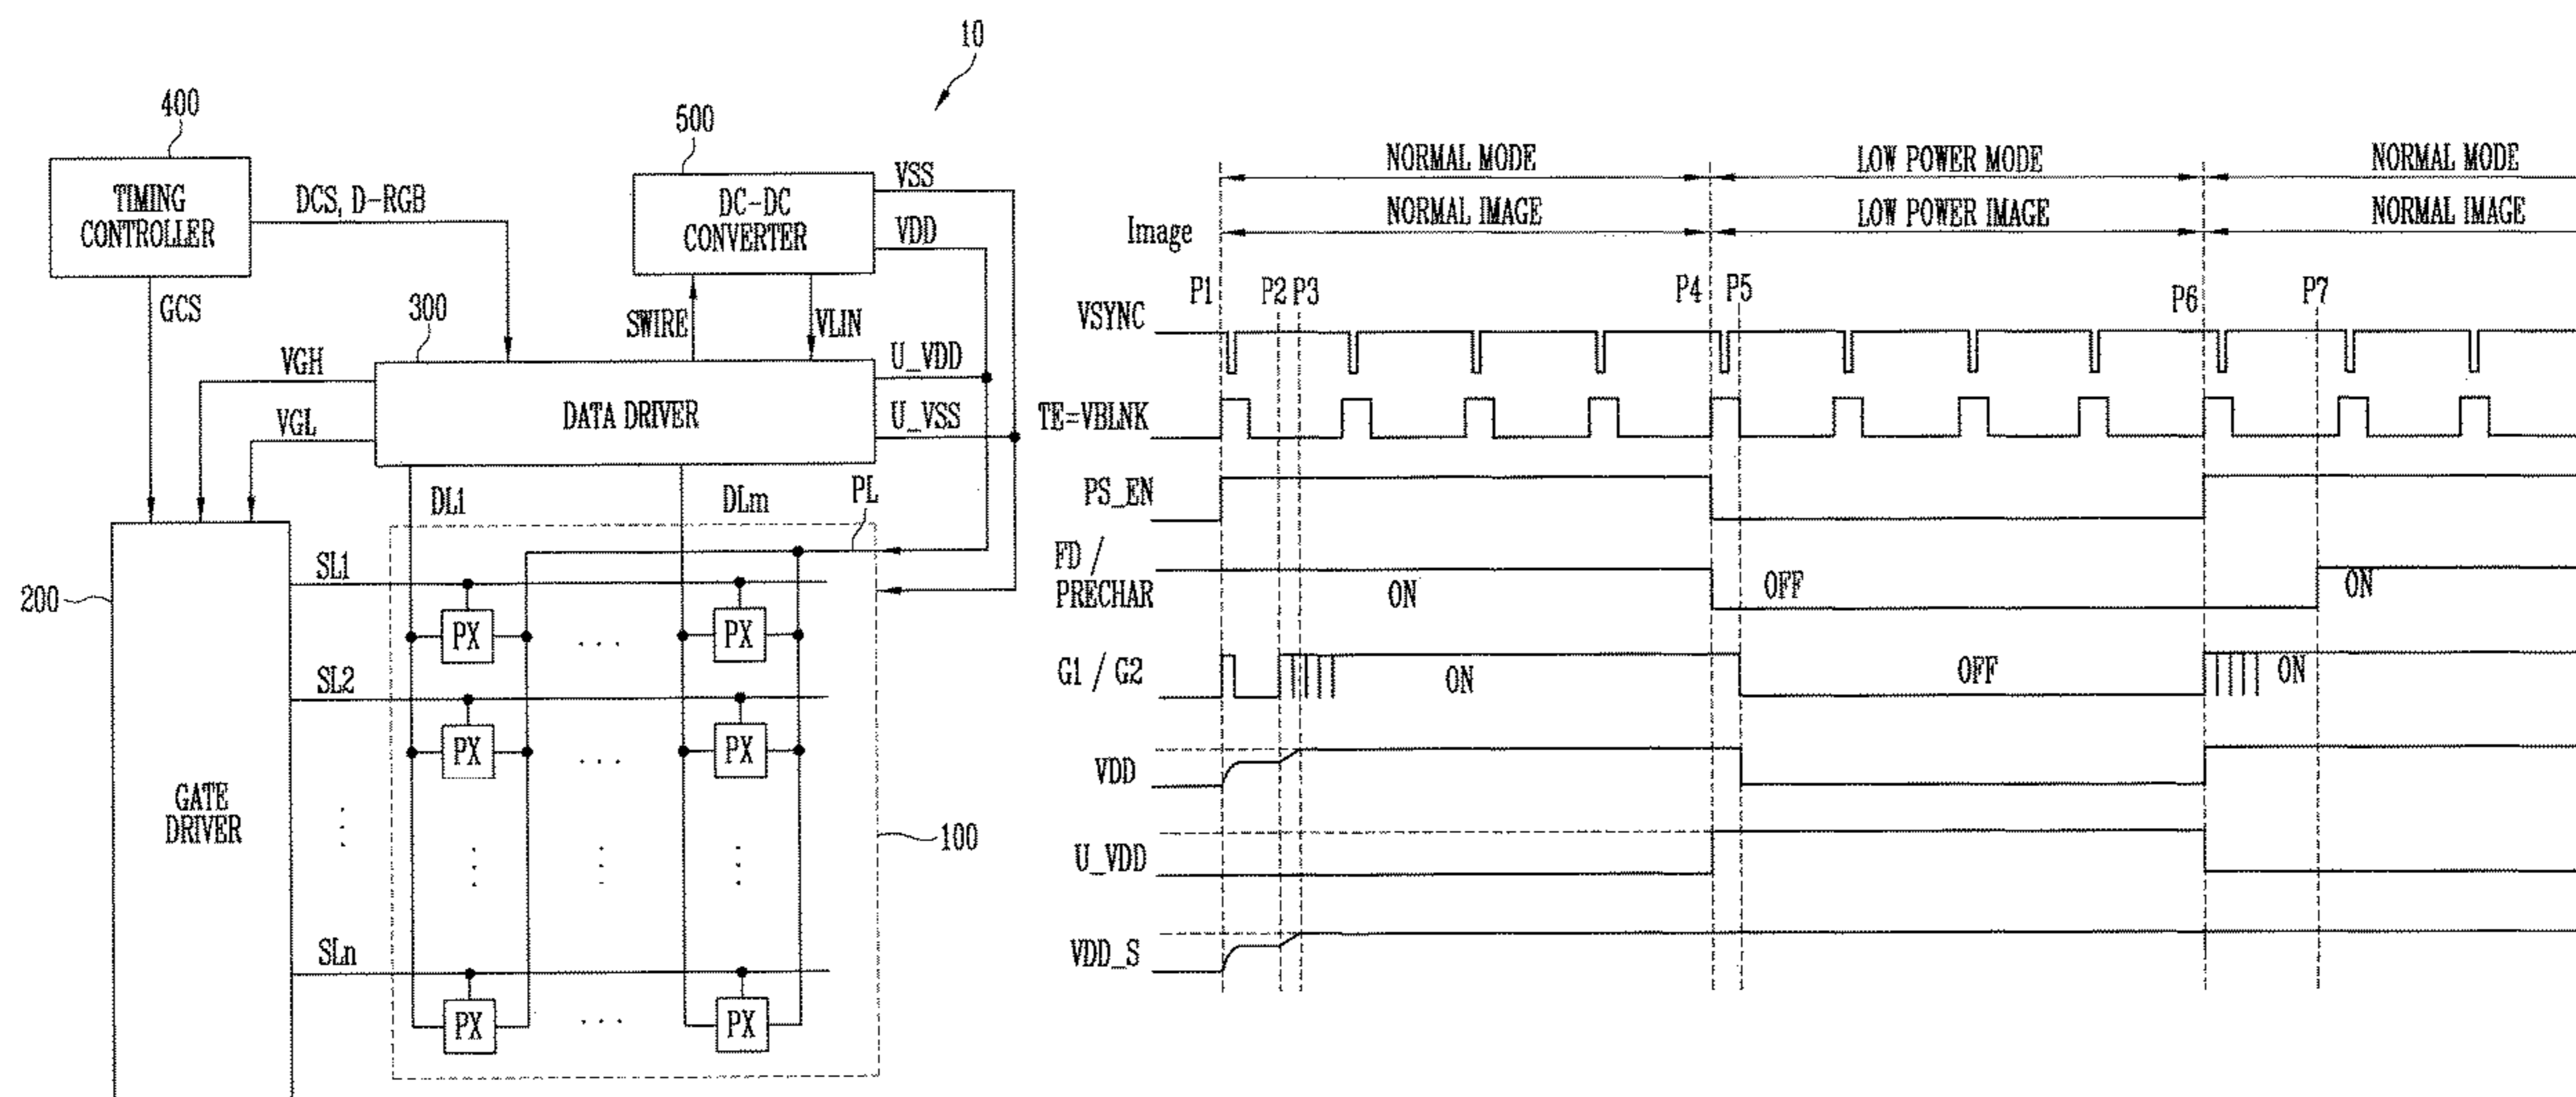 10
400
500
TIMING
CONTROLLER
DCS, D-RGB
DC-DC
CONVERTER
VSS
VDD
GCS
300
SWIRE
VLIN
VGH
VGL
DATA DRIVER
U_VDD
U_VSS
DL1
DLm
PL
200
SL1
PX
...
PX
SL2
PX
...
PX
GATE
DRIVER
100
SLn
PX
...
PX
NORMAL MODE
LOW POWER MODE
NORMAL MODE
Image
NORMAL IMAGE
LOW POWER IMAGE
NORMAL IMAGE
P1
P2
P3
P4
P5
P6
P7
VSYNC
TE=VBLNK
PS_EN
FD /
PRECHAR
ON
OFF
ON
G1 / G2
ON
OFF
ON
VDD
U_VDD
VDD_S